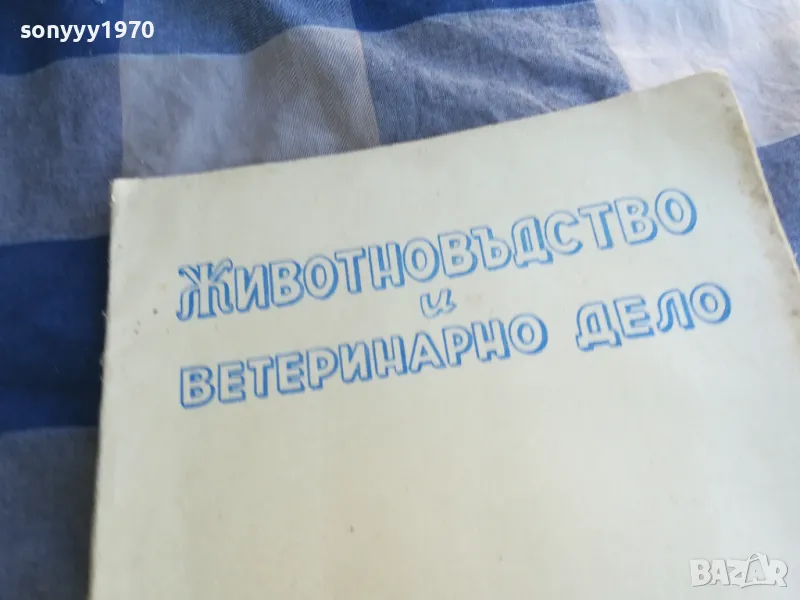 sonyyy1970
ЖИВОТНОВЪДСТВО
и
ВЕТЕРИНАРНО ДЕЛО
BAZAR